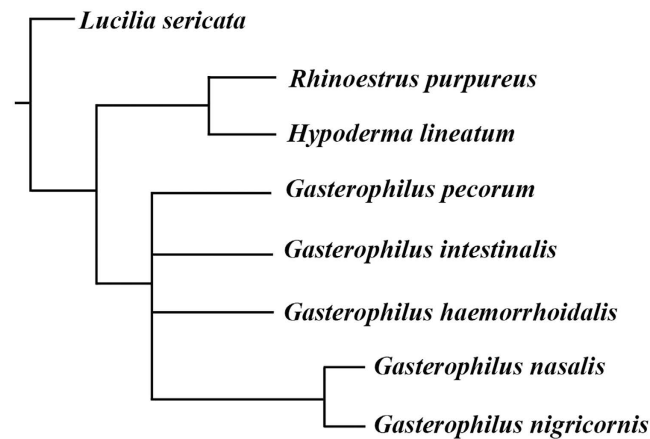 Lucilia sericata
Rhinoestrus purpureus
Hypoderma lineatum
Gasterophilus pecorum
Gasterophilus intestinalis
Gasterophilus haemorrhoidalis
Gasterophilus nasalis
Gasterophilus nigricornis